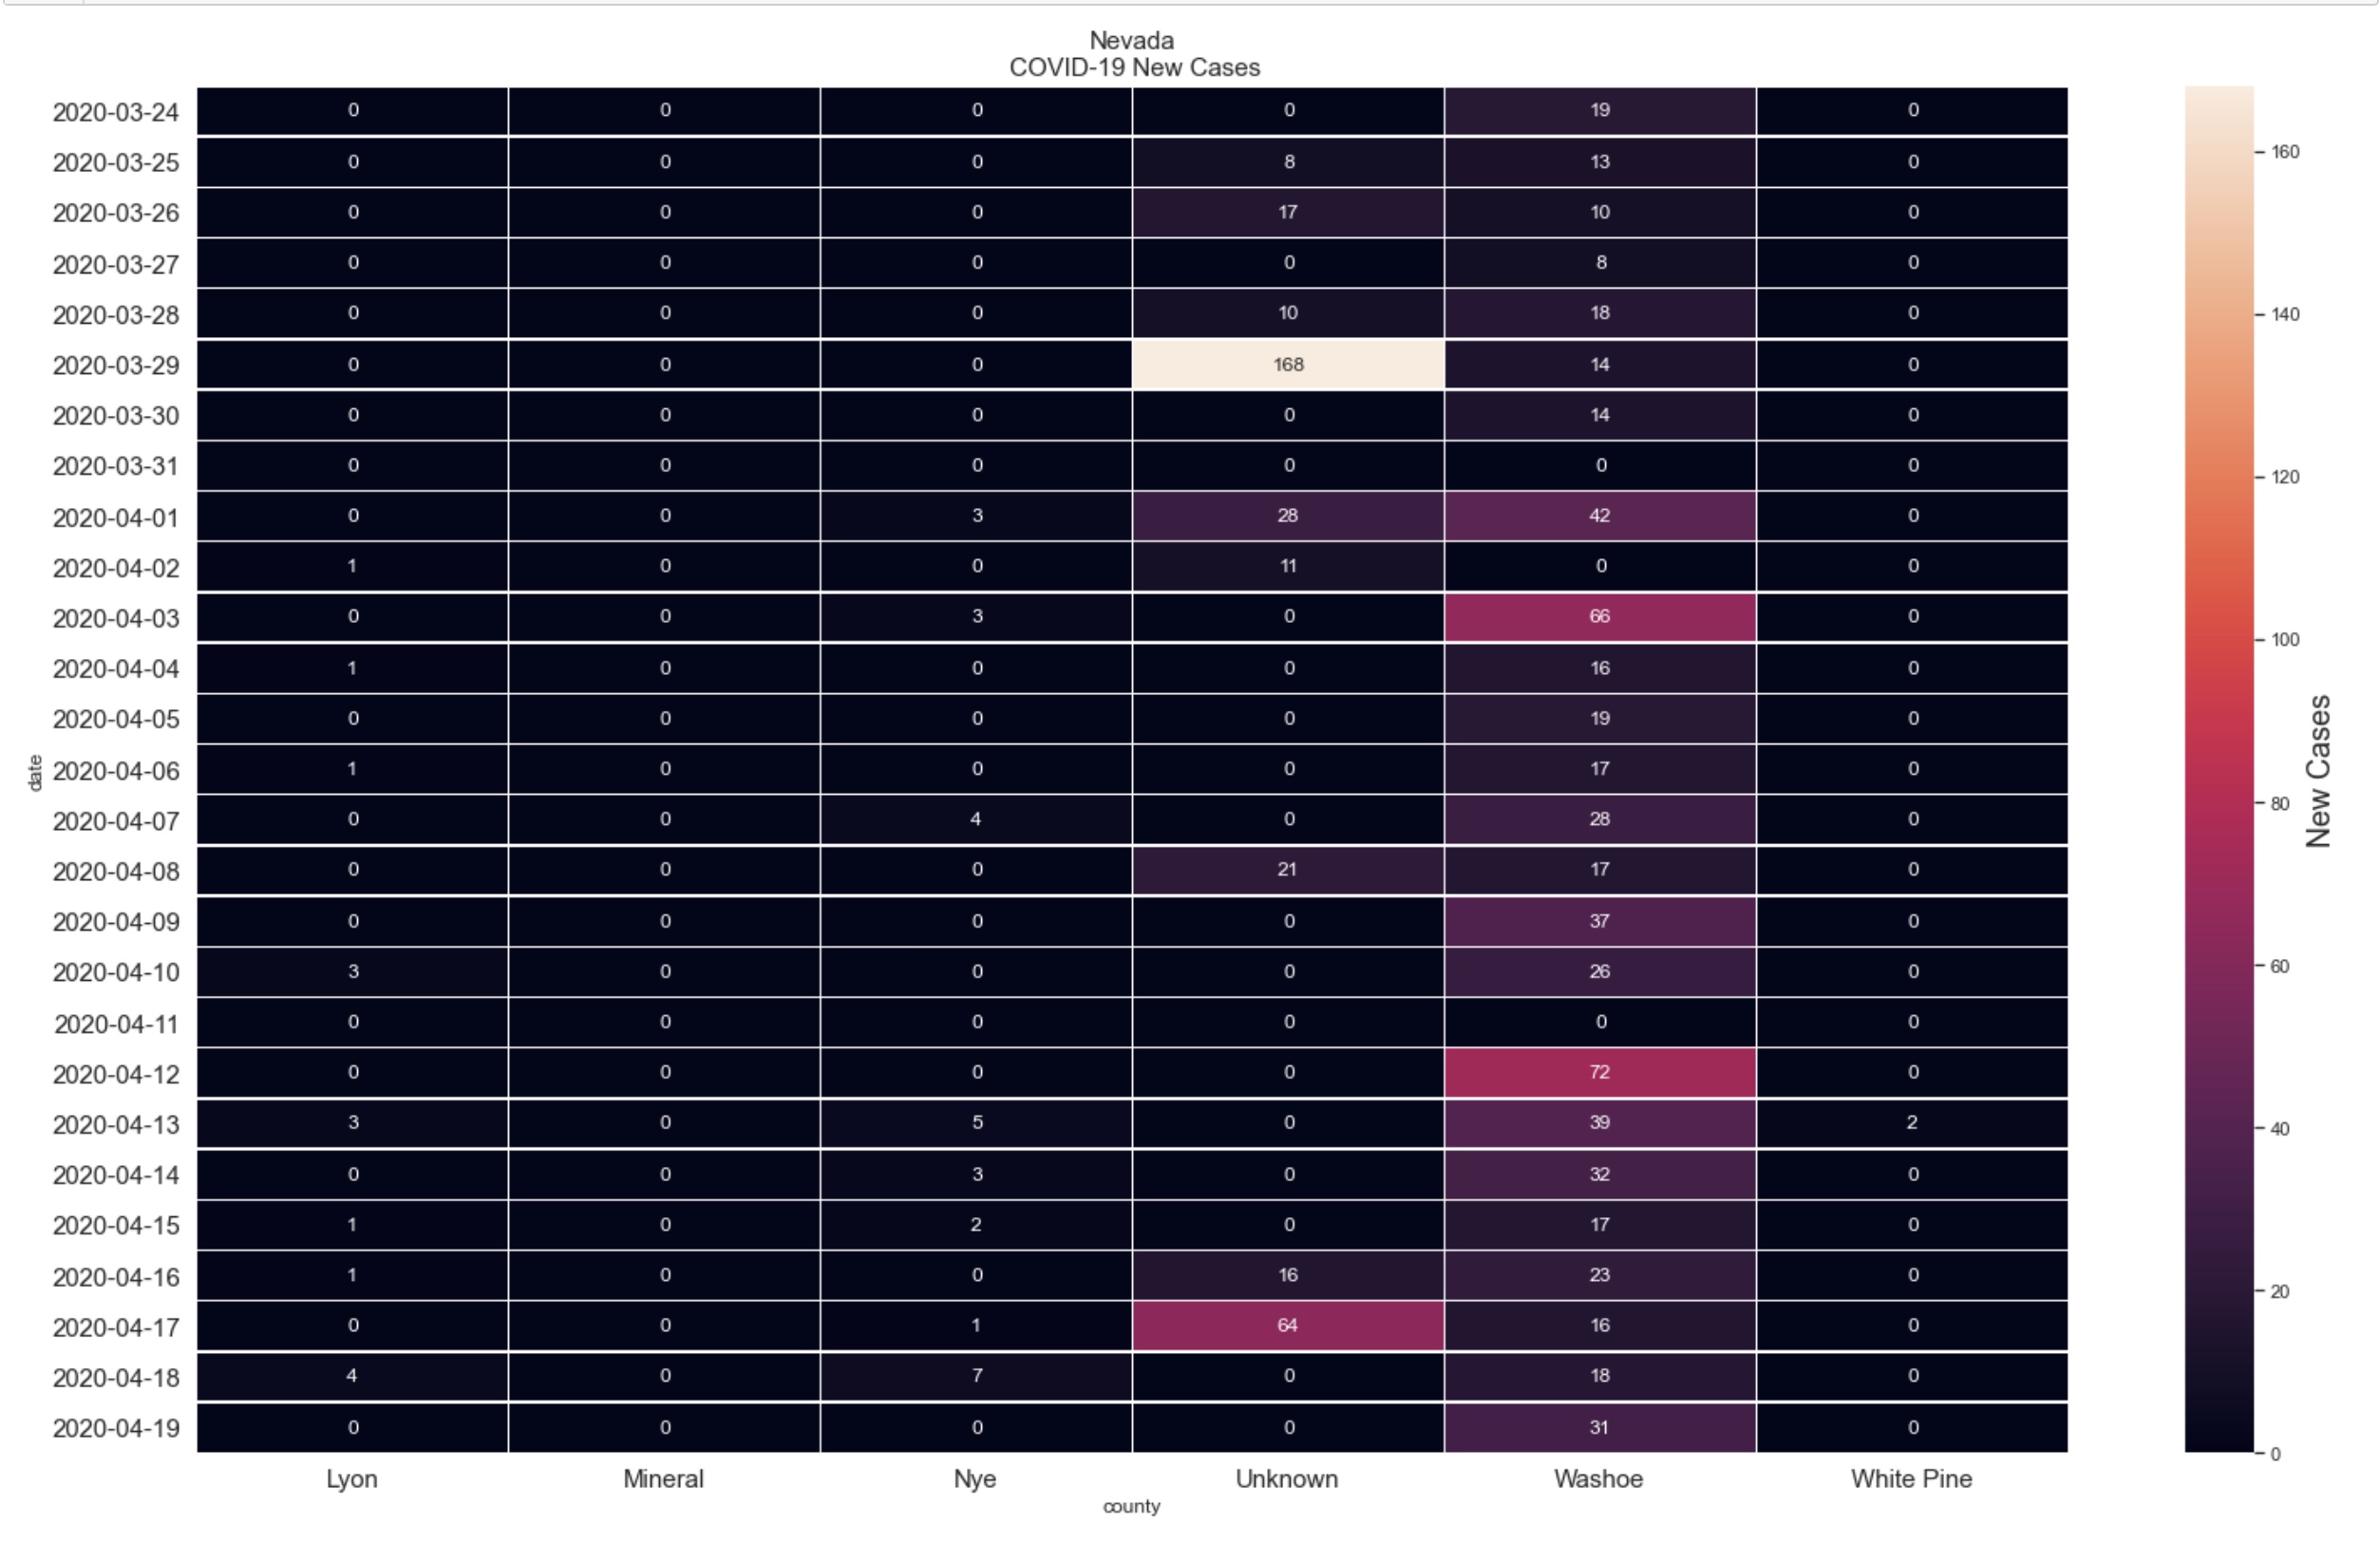 Nevada
COVID-19 New Cases
2020-03-24 0 0 0 0 19 0
2020-03-25 0 0 0 8 13 0
2020-03-26 0 0 0 17 10 0
2020-03-27 0 0 0 0 8 0
2020-03-28 0 0 0 10 18 0
2020-03-29 0 0 0 168 14 0
2020-03-30 0 0 0 0 14 0
2020-03-31 0 0 0 0 0 0
2020-04-01 0 0 3 28 42 0
2020-04-02 1 0 0 11 0 0
2020-04-03 0 0 3 0 66 0
2020-04-04 1 0 0 0 16 0
2020-04-05 0 0 0 0 19 0
2020-04-06 1 0 0 0 17 0
2020-04-07 0 0 4 0 28 0
2020-04-08 0 0 0 21 17 0
2020-04-09 0 0 0 0 37 0
2020-04-10 3 0 0 0 26 0
2020-04-11 0 0 0 0 0 0
2020-04-12 0 0 0 0 72 0
2020-04-13 3 0 5 0 39 2
2020-04-14 0 0 3 0 32 0
2020-04-15 1 0 2 0 17 0
2020-04-16 1 0 0 16 23 0
2020-04-17 0 0 1 64 16 0
2020-04-18 4 0 7 0 18 0
2020-04-19 0 0 0 0 31 0
date
Lyon Mineral Nye Unknown Washoe White Pine
county
160
140
120
100
80
60
40
20
0
New Cases